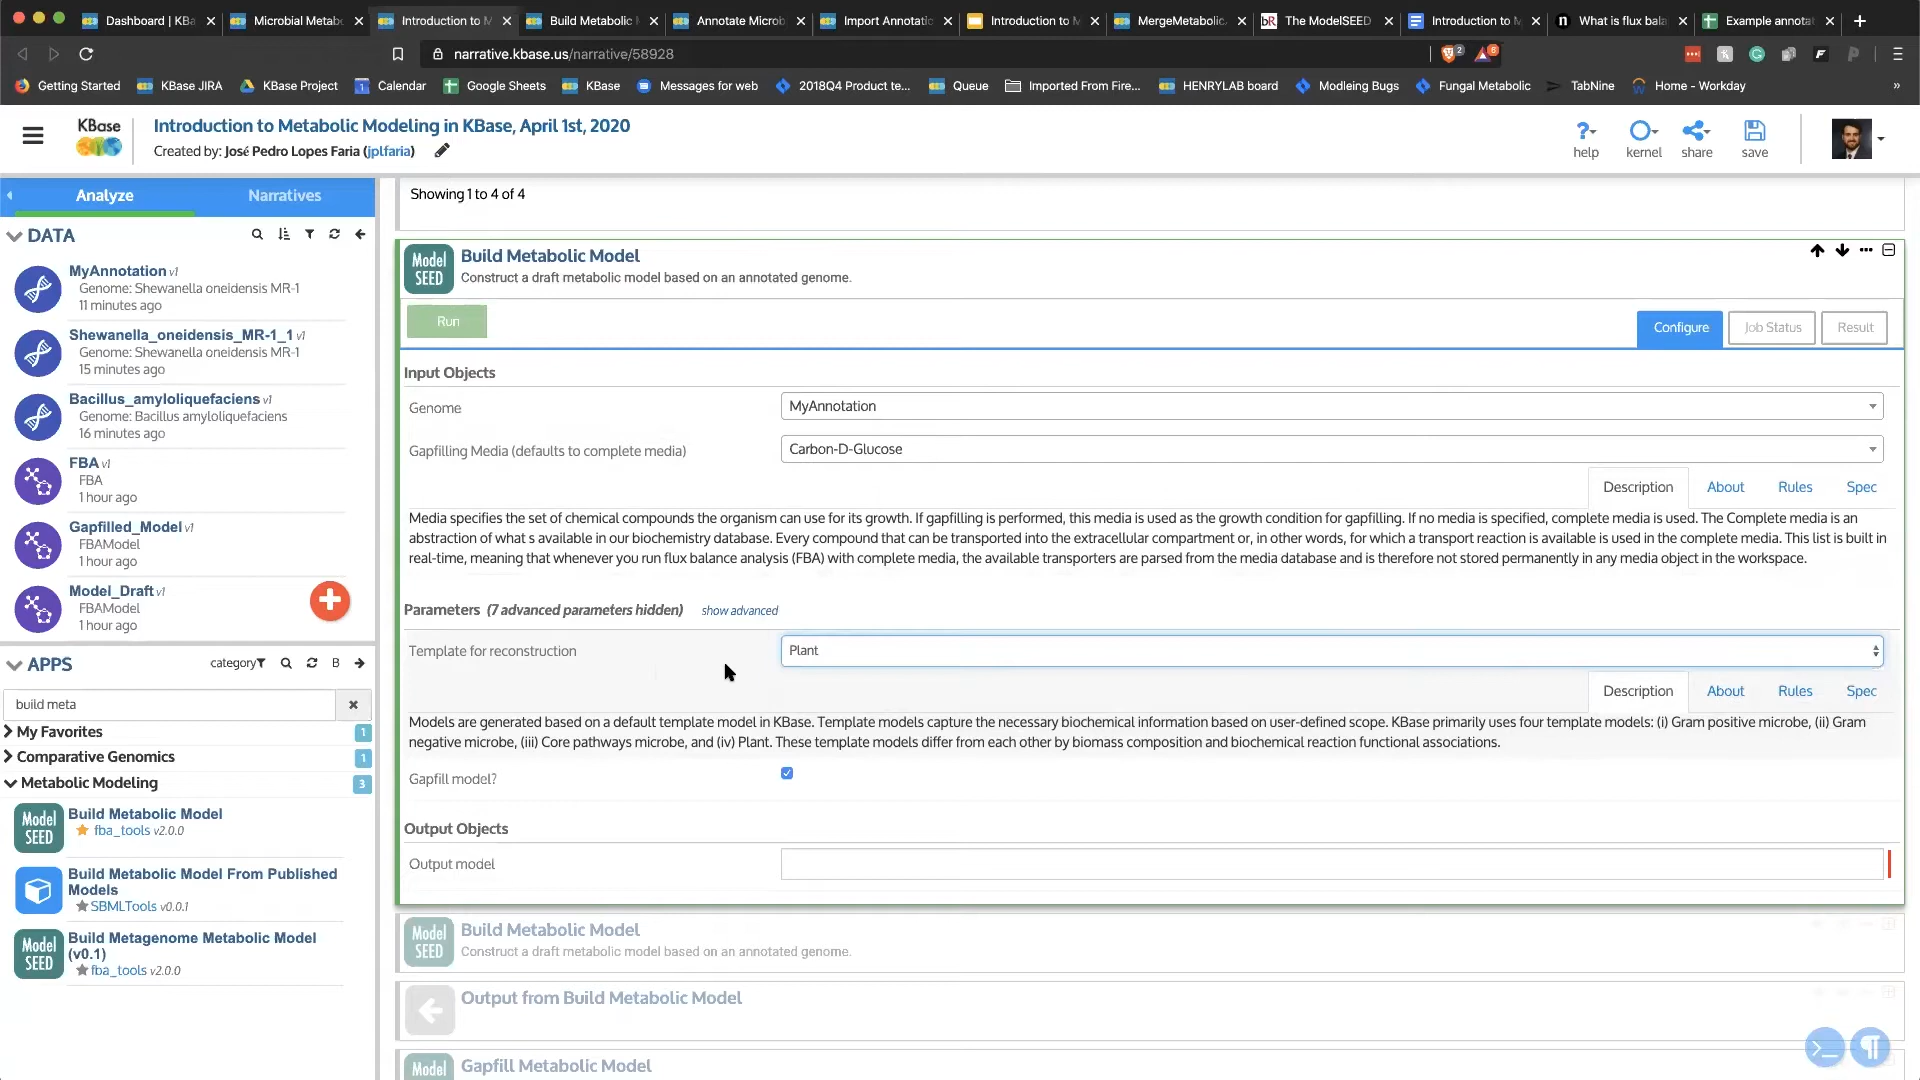 Dashboard | KBa
Microbial Metabo
Introduction to M
Build Metabolic
Annotate Microb
Import Annotatio
Introduction to M
MergeMetabolic
The ModelSEED
Introduction to M
What is flux bala
Example annotat
narrative.kbase.us/narrative/58928
Getting Started
KBase JIRA
KBase Project
Calendar
Google Sheets
KBase
Messages for web
2018Q4 Product te...
Queue
Imported From Fire...
HENRYLAB board
Modleing Bugs
Fungal Metabolic
TabNine
Home - Workday
»
KBase
Introduction to Metabolic Modeling in KBase, April 1st, 2020
Created by: José Pedro Lopes Faria (jplfaria)
help
kernel
share
save
Analyze
Narratives
DATA
MyAnnotation v1
Genome: Shewanella oneidensis MR-1
11 minutes ago
Shewanella_oneidensis_MR-1_1 v1
Genome: Shewanella oneidensis MR-1
15 minutes ago
Bacillus_amyloliquefaciens v1
Genome: Bacillus amyloliquefaciens
16 minutes ago
FBA v1
FBA
1 hour ago
Gapfilled_Model v1
FBAModel
1 hour ago
Model_Draft v1
FBAModel
1 hour ago
APPS
category
B
build meta
My Favorites
1
Comparative Genomics
1
Metabolic Modeling
3
Model SEED
Build Metabolic Model
fba_tools v2.0.0
Build Metabolic Model From Published
Models
SBMLTools v0.0.1
Model SEED
Build Metagenome Metabolic Model
(v0.1)
fba_tools v2.0.0
Showing 1 to 4 of 4
Model SEED
Build Metabolic Model
Construct a draft metabolic model based on an annotated genome.
Run
Configure
Job Status
Result
Input Objects
Genome
MyAnnotation
Gapfilling Media (defaults to complete media)
Carbon-D-Glucose
Description
About
Rules
Spec
Media specifies the set of chemical compounds the organism can use for its growth. If gapfilling is performed, this media is used as the growth condition for gapfilling. If no media is specified, complete media is used. The Complete media is an
abstraction of what s available in our biochemistry database. Every compound that can be transported into the extracellular compartment or, in other words, for which a transport reaction is available is used in the complete media. This list is built in
real-time, meaning that whenever you run flux balance analysis (FBA) with complete media, the available transporters are parsed from the media database and is therefore not stored permanently in any media object in the workspace.
Parameters (7 advanced parameters hidden) show advanced
Template for reconstruction
Plant
Description
About
Rules
Spec
Models are generated based on a default template model in KBase. Template models capture the necessary biochemical information based on user-defined scope. KBase primarily uses four template models: (i) Gram positive microbe, (ii) Gram
negative microbe, (iii) Core pathways microbe, and (iv) Plant. These template models differ from each other by biomass composition and biochemical reaction functional associations.
Gapfill model?
Output Objects
Output model
Model SEED
Build Metabolic Model
Construct a draft metabolic model based on an annotated genome.
Output from Build Metabolic Model
Model
Gapfill Metabolic Model